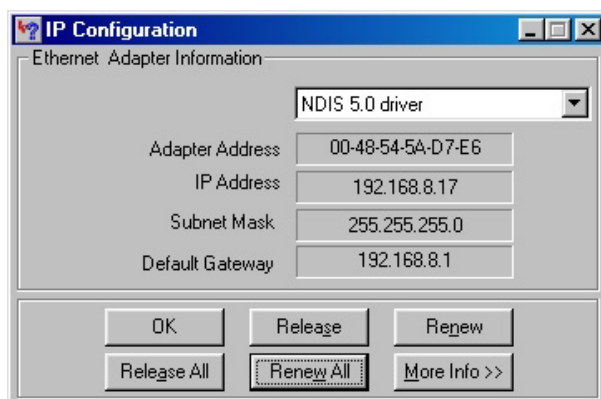 IP Configuration
Ethernet Adapter Information
NDIS 5.0 driver
Adapter Address 00-48-54-5A-D7-E6
IP Address 192.168.8.17
Subnet Mask 255.255.255.0
Default Gateway 192.168.8.1
OK Release Renew
Release All Renew All More Info >>